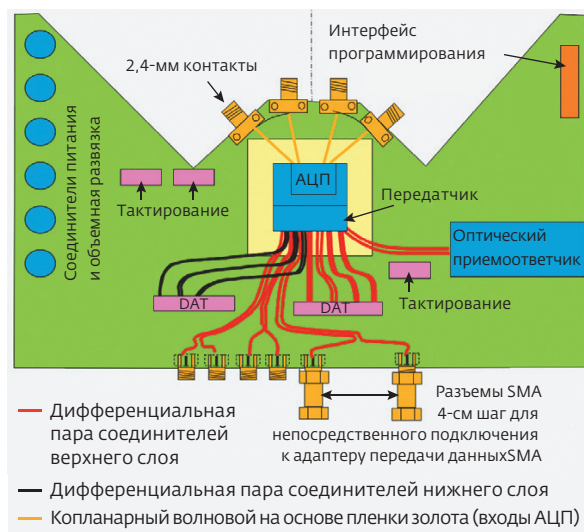 Интерфейс
программирования
2,4-мм контакты
Соединители питания
и объемная развязка
АЦП
Передатчик
Тактирование
Оптический
приемоответчик
DAT
DAT
Тактирование
Разъемы SMA
4-см шаг для
непосредственного подключения
к адаптеру передачи данныхSMA
Дифференциальная
пара соединителей
верхнего слоя
Дифференциальная пара соединителей нижнего слоя
Копланарный волновой на основе пленки золота (входы АЦП)